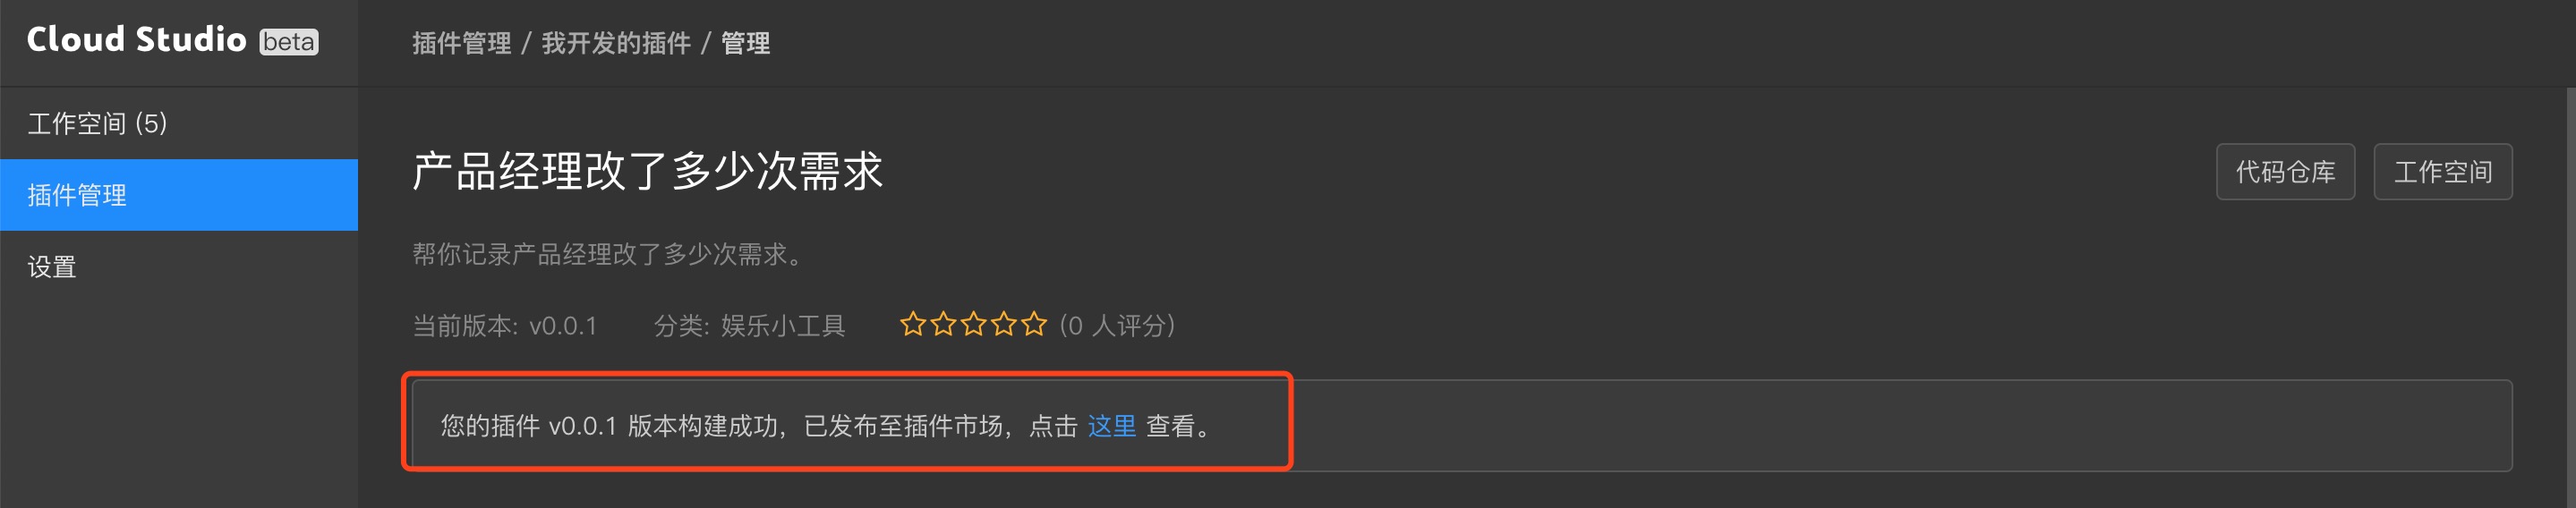 Cloud Studio beta
插件管理 / 我开发的插件 / 管理
工作空间 (5)
插件管理
设置
产品经理改了多少次需求
代码仓库
工作空间
帮你记录产品经理改了多少次需求。
当前版本: v0.0.1 分类: 娱乐小工具 (0 人评分)
您的插件 v0.0.1 版本构建成功，已发布至插件市场，点击 这里 查看。